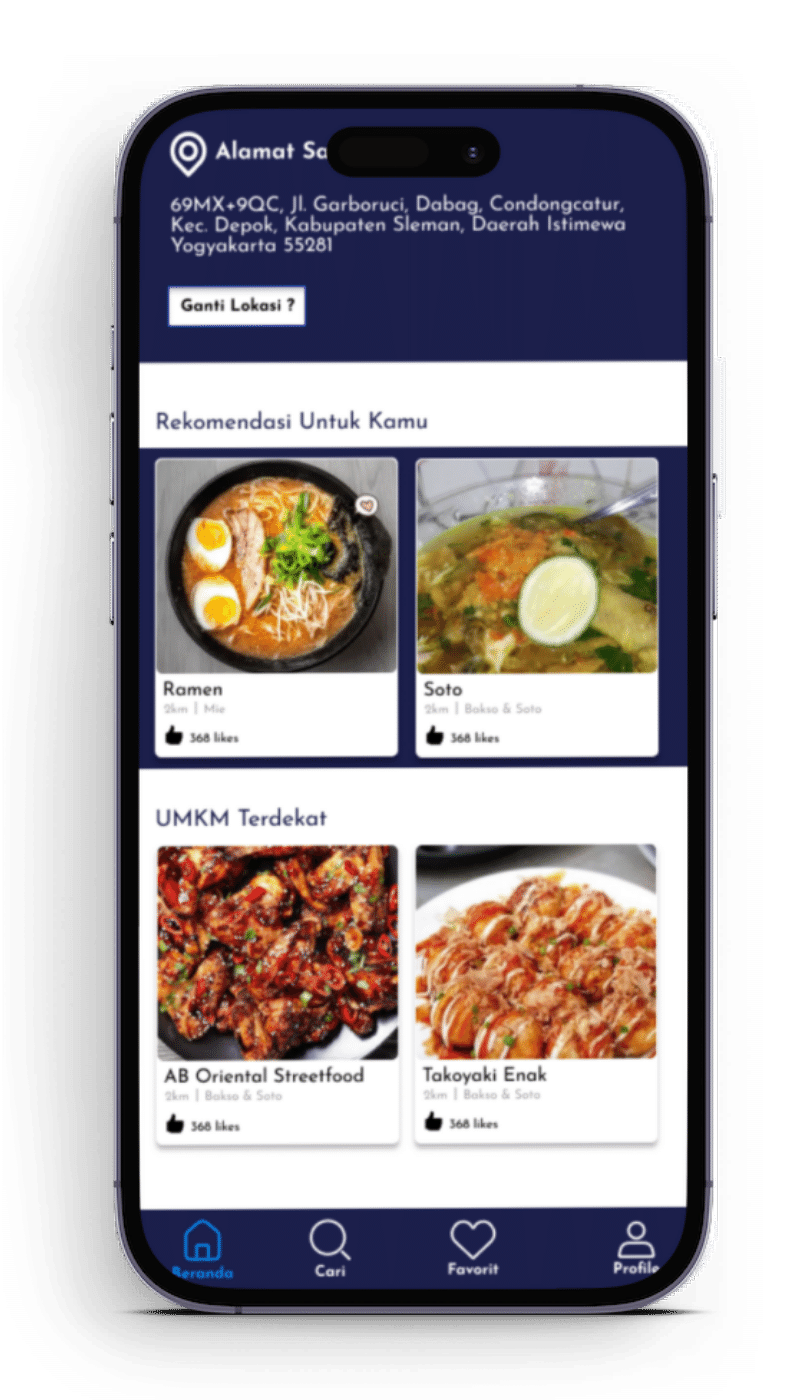 Alamat Sa
69MX+9QC, Jl. Garboruci, Dabag, Condongcatur,
Kec. Depok, Kabupaten Sleman, Daerah Istimewa
Yogyakarta 55281
Ganti Lokasi ?
Rekomendasi Untuk Kamu
Ramen
2km | Mie
368 likes
Soto
2km | Bakso & Soto
368 likes
UMKM Terdekat
AB Oriental Streetfood
2km | Bakso & Soto
368 likes
Takoyaki Enak
2km | Bakso & Soto
368 likes
Beranda
Cari
Favorit
Profile